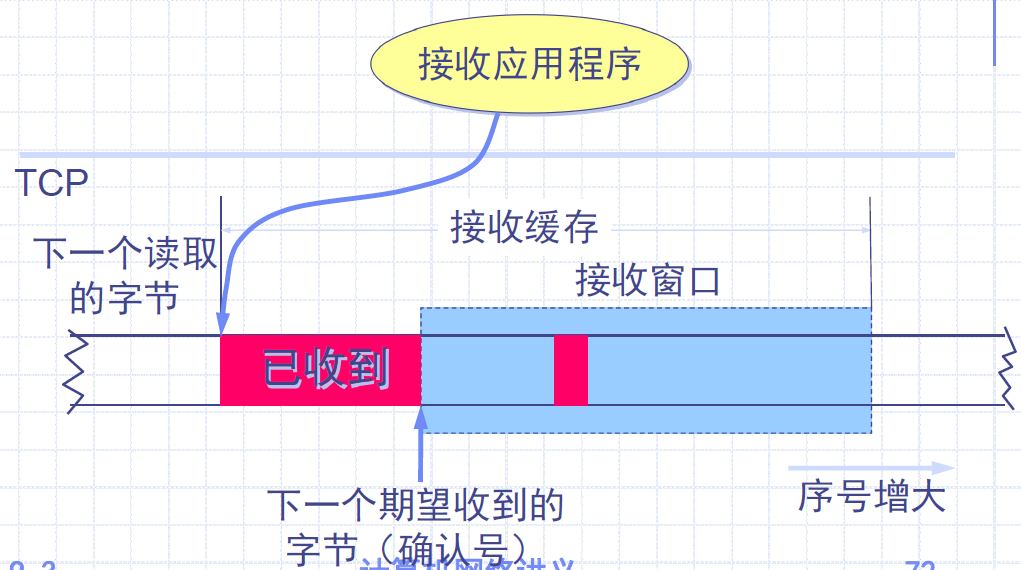 接收应用程序
TCP
接收缓存
下一个读取
的字节
接收窗口
已收到
下一个期望收到的
字节（确认号）
序号增大
计算机网络讲义
72